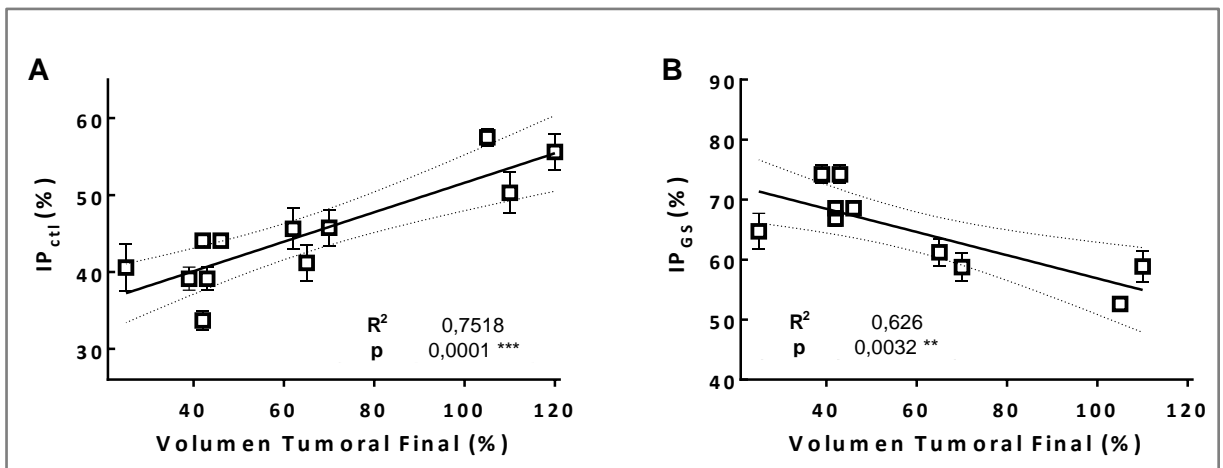 A
60
50
40
30
IP ctl (%)
R² 0,7518
p 0,0001 ***
40 60 80 100 120
Volumen Tumoral Final (%)
B
90
80
70
60
50
40
IP GS (%)
R² 0,626
p 0,0032 **
40 60 80 100 120
Volumen Tumoral Final (%)